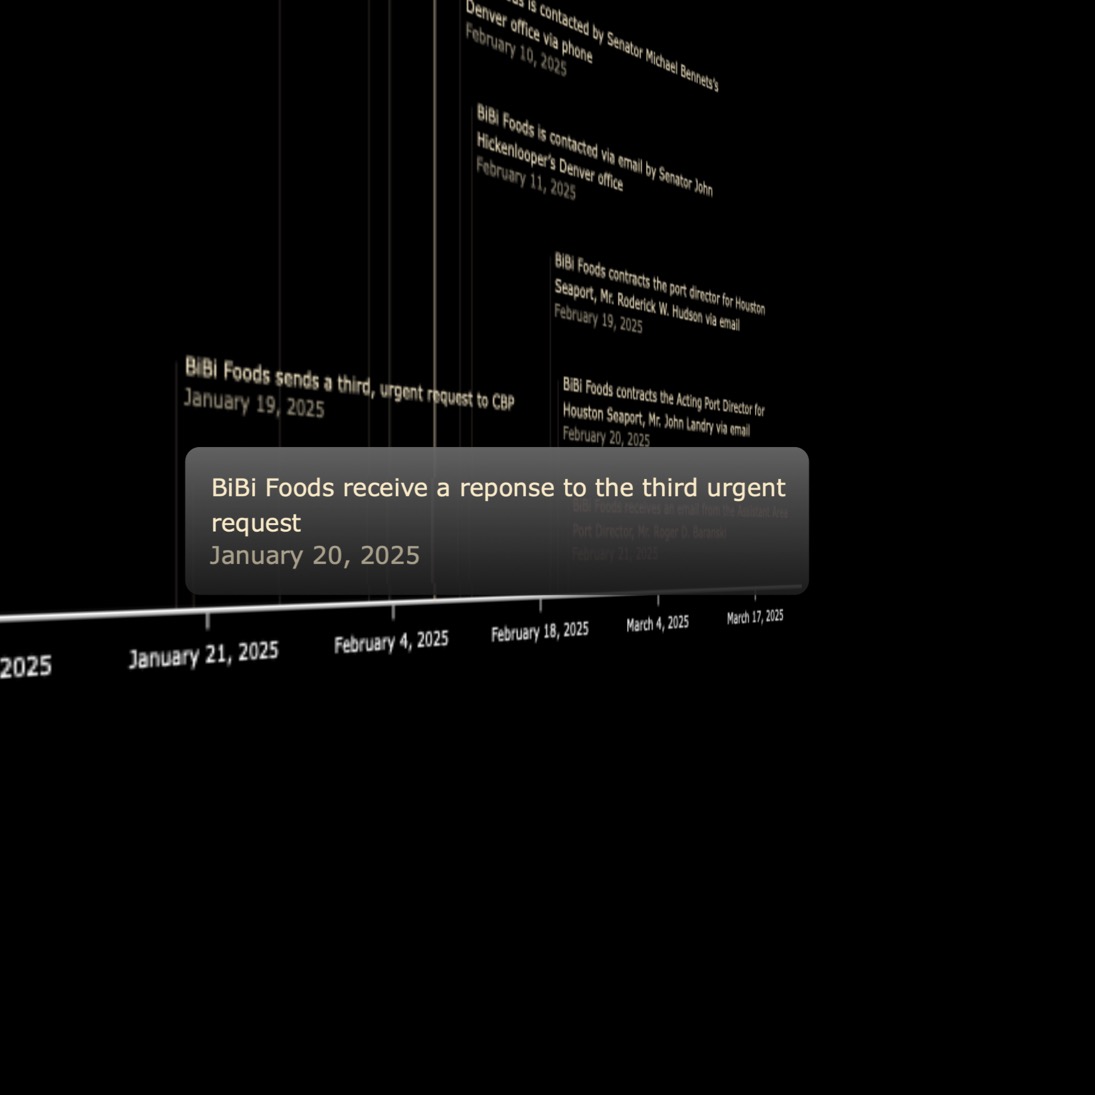 is contacted by Senator Michael Bennets's
Denver office via phone
February 10, 2025
BiBi Foods is contacted via email by Senator John
Hickenlooper's Denver office
February 11, 2025
BiBi Foods contracts the port director for Houston
Seaport, Mr. Roderick W. Hudson via email
February 19, 2025
BiBi Foods sends a third, urgent request to CBP
January 19, 2025
BiBi Foods contracts the Acting Port Director for
Houston Seaport, Mr. John Landry via email
February 20, 2025
BiBi Foods receive a reponse to the third urgent
request
January 20, 2025
BiBi Foods receives an email from the Assistant Area
Port Director, Mr. Roger D.
February 21, 2025
2025
January 21, 2025
February 4, 2025
February 18, 2025
March 4, 2025
March 17, 2025